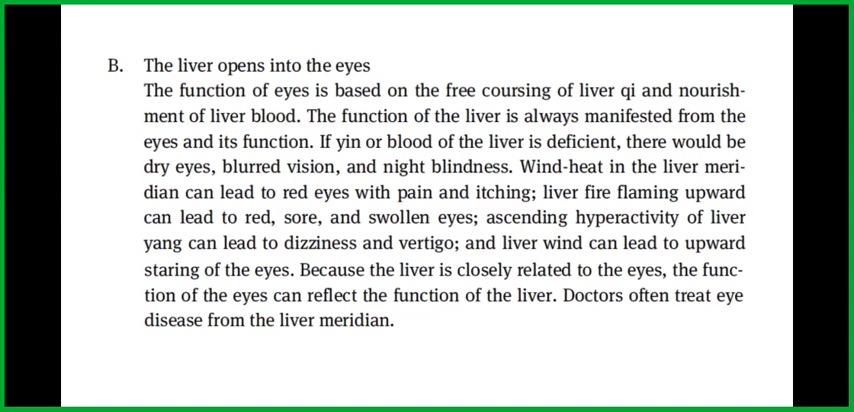 B. The liver opens into the eyes
The function of eyes is based on the free coursing of liver qi and nourish-
ment of liver blood. The function of the liver is always manifested from the
eyes and its function. If yin or blood of the liver is deficient, there would be
dry eyes, blurred vision, and night blindness. Wind-heat in the liver meri-
dian can lead to red eyes with pain and itching; liver fire flaming upward
can lead to red, sore, and swollen eyes; ascending hyperactivity of liver
yang can lead to dizziness and vertigo; and liver wind can lead to upward
staring of the eyes. Because the liver is closely related to the eyes, the func-
tion of the eyes can reflect the function of the liver. Doctors often treat eye
disease from the liver meridian.